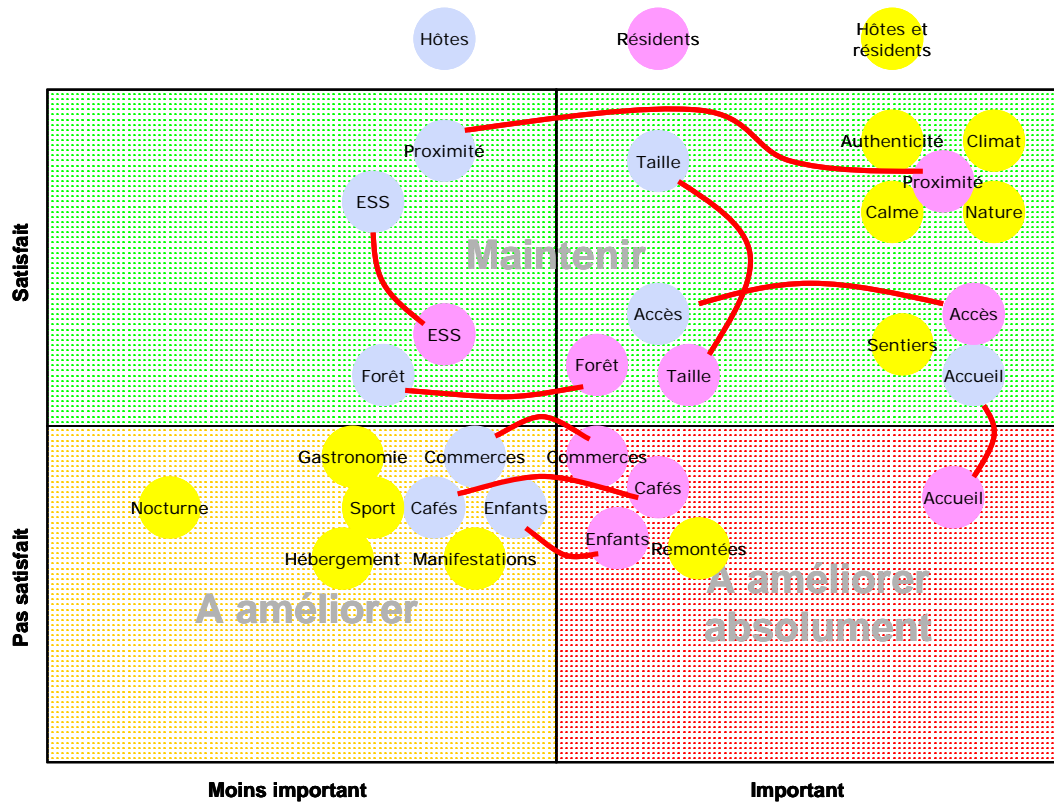 Hôtes
Résidents
Hôtes et
résidents
Authenticité
Climat
Proximité
Taille
Proximité
ESS
Calme
Nature
Maintenir
Satisfait
Accès
Accès
ESS
Sentiers
Forêt
Forêt
Taille
Accueil
Gastronomie
Commerces
Commerces
Cafés
Accueil
Nocturne
Sport
Cafés
Enfants
Enfants
Remontées
Hébergement
Manifestations
Pas satisfait
A améliorer
A améliorer
absolument
Moins important
Important